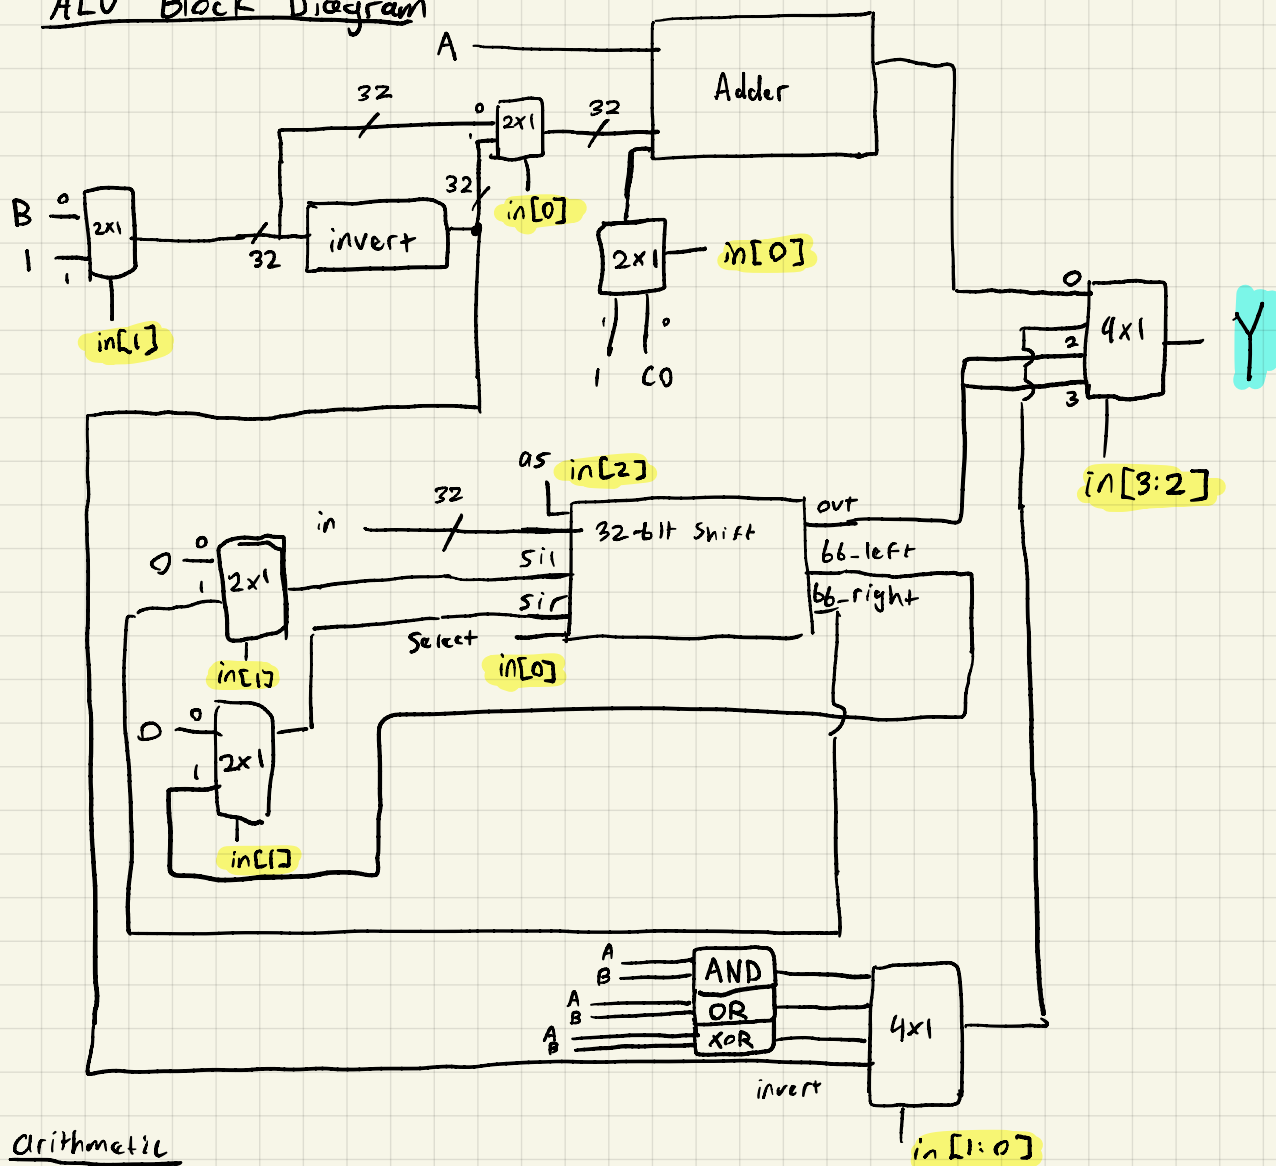 ALU Block Diagram
A
Adder
32
0
2x1
32
1
32
in[0]
B
0
2x1
1
1
32
invert
in[1]
2x1
in[0]
1
0
1
C0
0
4x1
2
3
Y
in[3:2]
as
in[2]
32
in
32-bit Shift
out
0
0
1
2x1
sil
bb_left
sir
bb_right
Select
in[0]
in[1]
0
0
2x1
1
in[1]
A
B
AND
A
B
OR
A
B
XOR
4x1
invert
in [1:0]
arithmetic